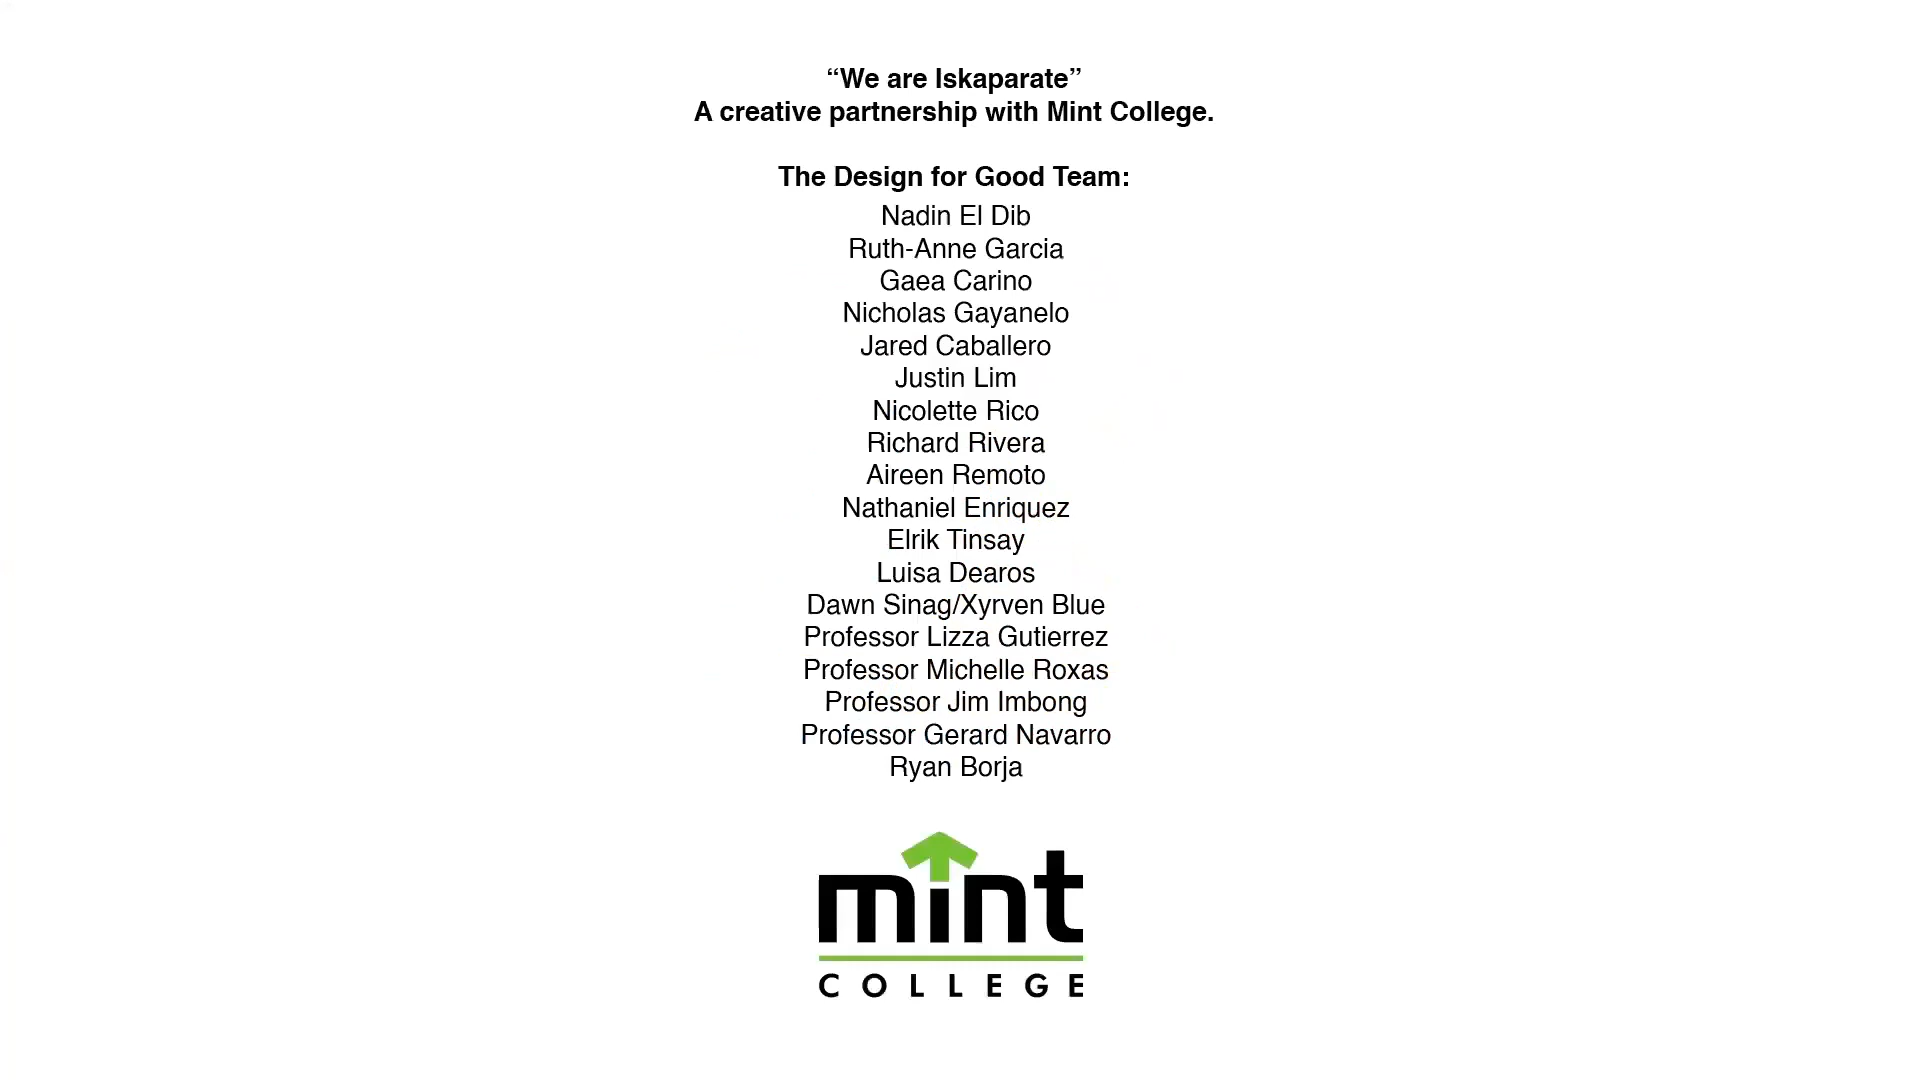 “We are Iskaparate”
A creative partnership with Mint College.
The Design for Good Team:
Nadin El Dib
Ruth-Anne Garcia
Gaea Carino
Nicholas Gayanelo
Jared Caballero
Justin Lim
Nicolette Rico
Richard Rivera
Aireen Remoto
Nathaniel Enriquez
Elrik Tinsay
Luisa Dearos
Dawn Sinag/Xyrven Blue
Professor Lizza Gutierrez
Professor Michelle Roxas
Professor Jim Imbong
Professor Gerard Navarro
Ryan Borja
mint
COLLEGE